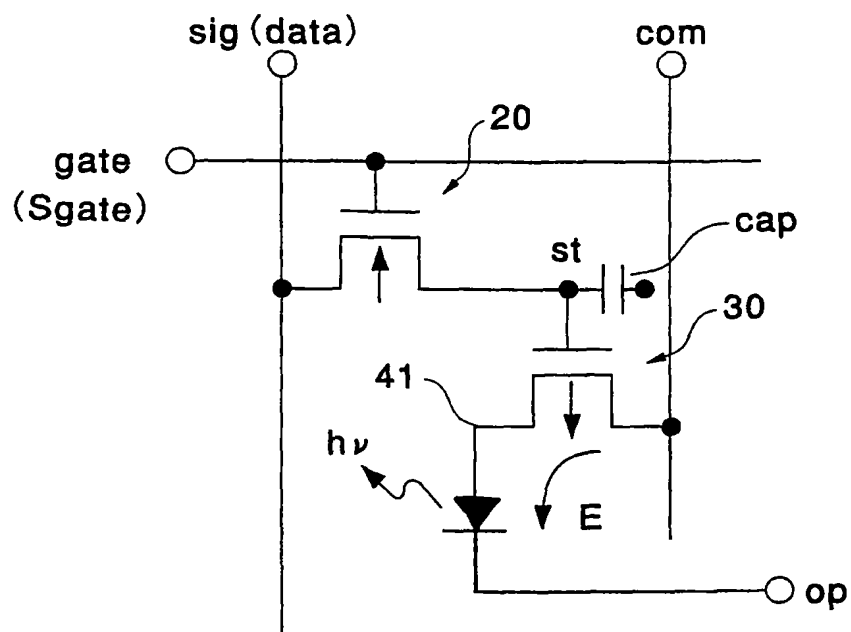 sig (data)
com
20
gate
(Sgate)
cap
st
30
41
hν
E
op